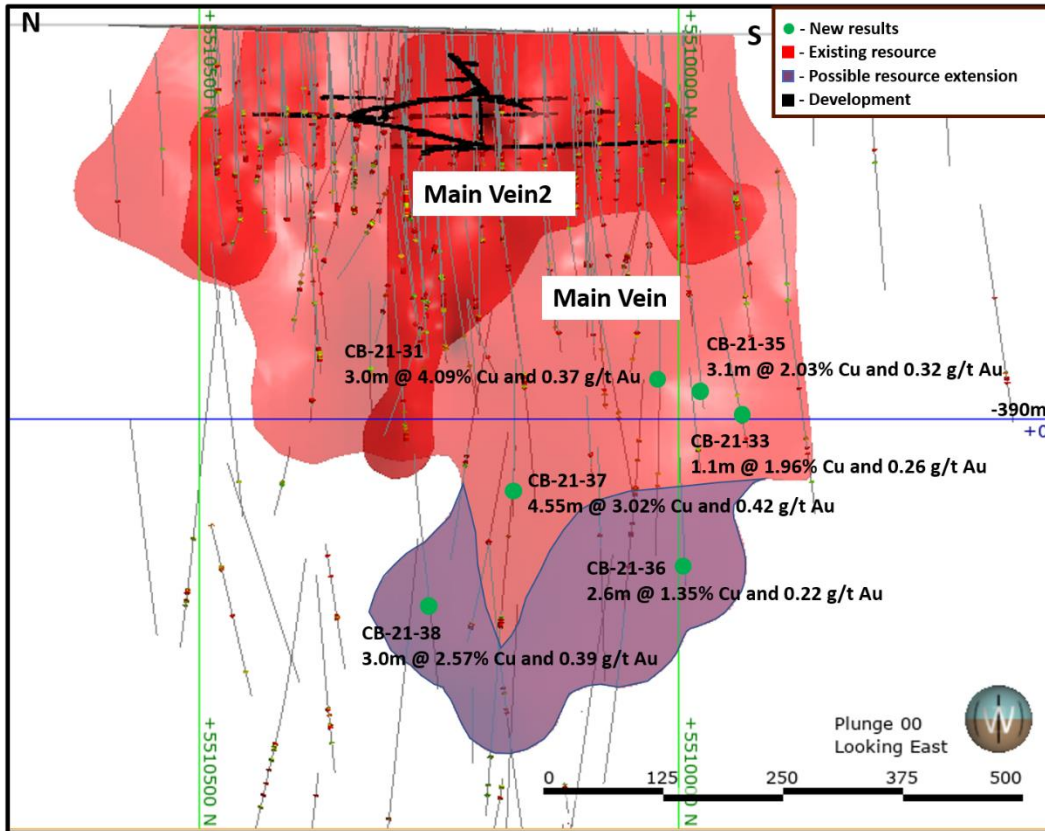 N
S
- New results
- Existing resource
- Possible resource extension
- Development
+5510500 N
+5510000 N
Main Vein2
Main Vein
CB-21-31
3.0m @ 4.09% Cu and 0.37 g/t Au
CB-21-35
3.1m @ 2.03% Cu and 0.32 g/t Au
-390m
+0
CB-21-33
1.1m @ 1.96% Cu and 0.26 g/t Au
CB-21-37
4.55m @ 3.02% Cu and 0.42 g/t Au
CB-21-36
2.6m @ 1.35% Cu and 0.22 g/t Au
CB-21-38
3.0m @ 2.57% Cu and 0.39 g/t Au
+5510500 N
+5510000 N
Plunge 00
Looking East
W
0 125 250 375 500